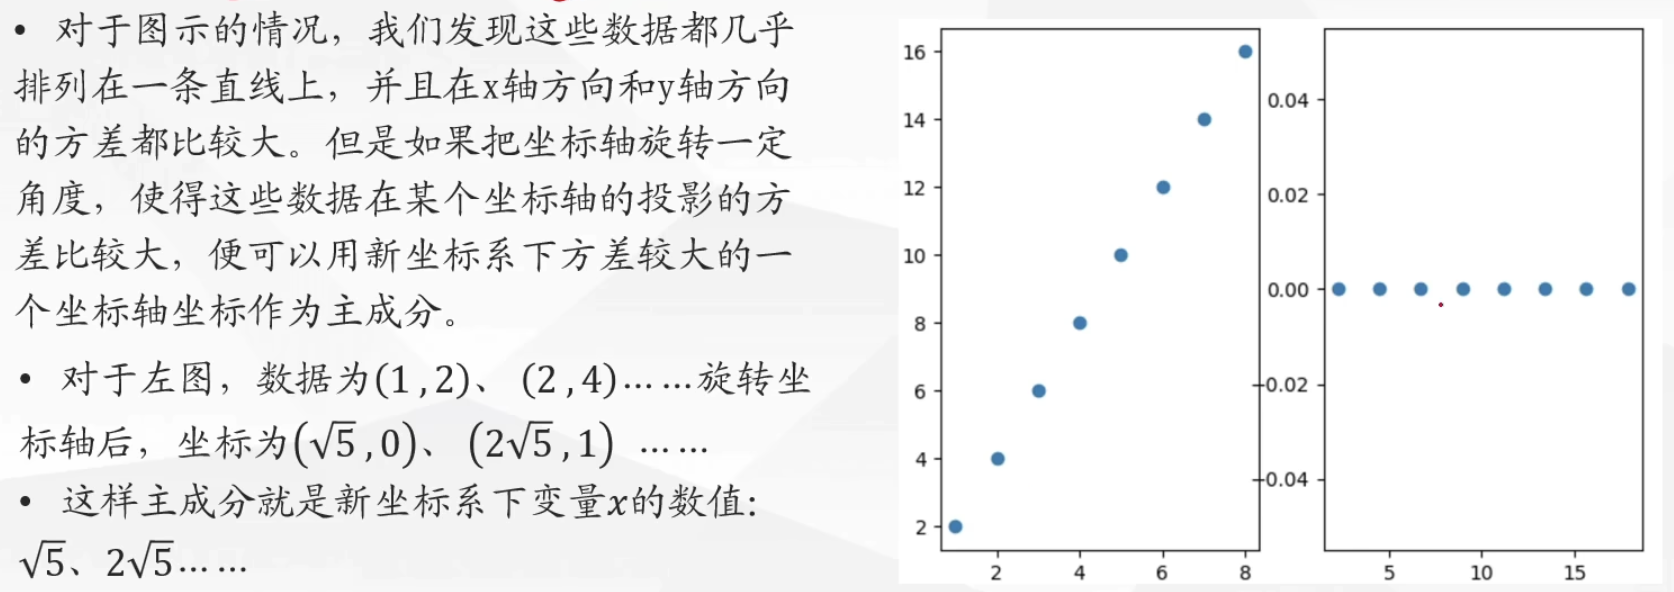 • 对于图示的情况，我们发现这些数据都几乎
排列在一条直线上，并且在x轴方向和y轴方向
的方差都比较大。但是如果把坐标轴旋转一定
角度，使得这些数据在某个坐标轴的投影的方
差比较大，便可以用新坐标系下方差较大的一
个坐标轴坐标作为主成分。
• 对于左图，数据为(1,2)、 (2,4)……旋转坐
标轴后，坐标为(√5,0)、 (2√5,1) ……
• 这样主成分就是新坐标系下变量x的数值:
√5、2√5……
16
14
12
10
8
6
4
2
2 4 6 8
0.04
0.02
0.00
-0.02
-0.04
5 10 15